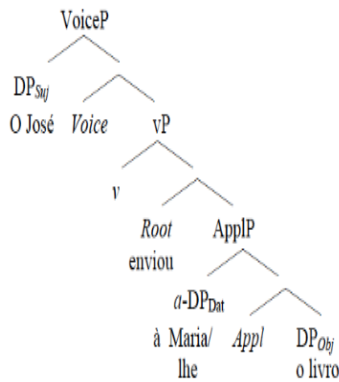 VoiceP
DPSuj
O José Voice vP
v
Root ApplP
enviou
a-DPDat
à Maria/ Appl DPObj
lhe o livro